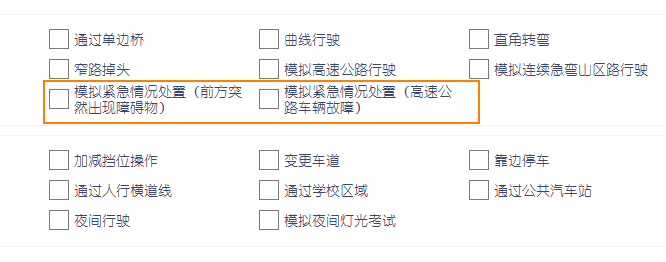 通过单边桥 曲线行驶 直角转弯
窄路掉头 模拟高速公路行驶 模拟连续急弯山区路行驶
模拟紧急情况处置（前方突
然出现障碍物）
模拟紧急情况处置（高速公
路车辆故障）
加减挡位操作 变更车道 靠边停车
通过人行横道线 通过学校区域 通过公共汽车站
夜间行驶 模拟夜间灯光考试